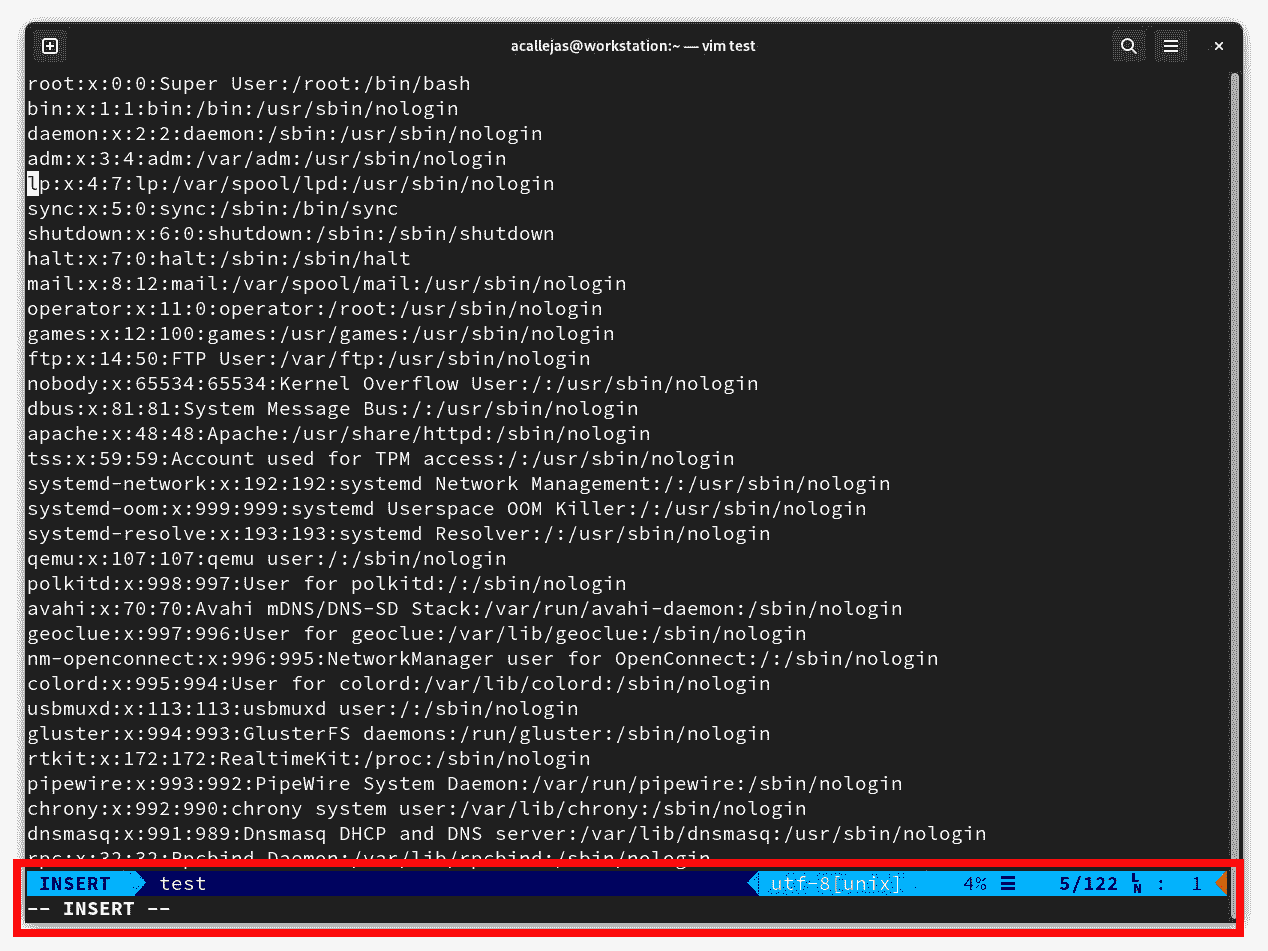 acallejas@workstation:~ — vim test
root:x:0:0:Super User:/root:/bin/bash
bin:x:1:1:bin:/bin:/usr/sbin/nologin
daemon:x:2:2:daemon:/sbin:/usr/sbin/nologin
adm:x:3:4:adm:/var/adm:/usr/sbin/nologin
lp:x:4:7:lp:/var/spool/lpd:/usr/sbin/nologin
sync:x:5:0:sync:/sbin:/bin/sync
shutdown:x:6:0:shutdown:/sbin:/sbin/shutdown
halt:x:7:0:halt:/sbin:/sbin/halt
mail:x:8:12:mail:/var/spool/mail:/usr/sbin/nologin
operator:x:11:0:operator:/root:/usr/sbin/nologin
games:x:12:100:games:/usr/games:/usr/sbin/nologin
ftp:x:14:50:FTP User:/var/ftp:/usr/sbin/nologin
nobody:x:65534:65534:Kernel Overflow User:/:/usr/sbin/nologin
dbus:x:81:81:System Message Bus:/:/usr/sbin/nologin
apache:x:48:48:Apache:/usr/share/httpd:/sbin/nologin
tss:x:59:59:Account used for TPM access:/:/usr/sbin/nologin
systemd-network:x:192:192:systemd Network Management:/:/usr/sbin/nologin
systemd-oom:x:999:999:systemd Userspace OOM Killer:/:/usr/sbin/nologin
systemd-resolve:x:193:193:systemd Resolver:/:/usr/sbin/nologin
qemu:x:107:107:qemu user:/:/sbin/nologin
polkitd:x:998:997:User for polkitd:/:/sbin/nologin
avahi:x:70:70:Avahi mDNS/DNS-SD Stack:/var/run/avahi-daemon:/sbin/nologin
geoclue:x:997:996:User for geoclue:/var/lib/geoclue:/sbin/nologin
nm-openconnect:x:996:995:NetworkManager user for OpenConnect:/:/sbin/nologin
colord:x:995:994:User for colord:/var/lib/colord:/sbin/nologin
usbmuxd:x:113:113:usbmuxd user:/:/sbin/nologin
gluster:x:994:993:GlusterFS daemons:/run/gluster:/sbin/nologin
rtkit:x:172:172:RealtimeKit:/proc:/sbin/nologin
pipewire:x:993:992:PipeWire System Daemon:/var/run/pipewire:/sbin/nologin
chrony:x:992:990:chrony system user:/var/lib/chrony:/sbin/nologin
dnsmasq:x:991:989:Dnsmasq DHCP and DNS server:/var/lib/dnsmasq:/usr/sbin/nologin
rpc:x:32:32:Rpcbind Daemon:/var/lib/rpcbind:/sbin/nologin
INSERT test utf-8[unix] 4% ☰ 5/122 ␤ : 1
-- INSERT --